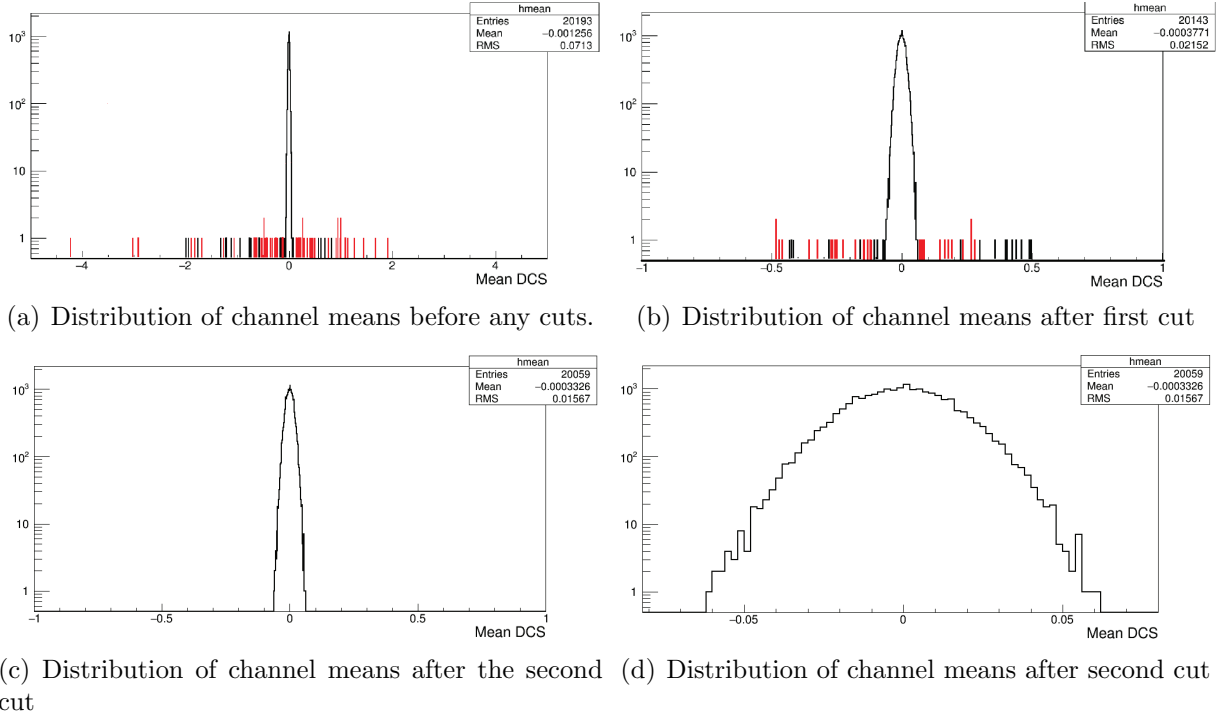 hmean
Entries 20193
Mean −0.001256
RMS 0.0713
10³
10²
10
1
−4 −2 0 2 4
Mean DCS
(a) Distribution of channel means before any cuts.
hmean
Entries 20143
Mean −0.0003771
RMS 0.02152
10³
10²
10
1
−1 −0.5 0 0.5 1
Mean DCS
(b) Distribution of channel means after first cut
hmean
Entries 20059
Mean −0.0003326
RMS 0.01567
10³
10²
10
1
−1 −0.5 0 0.5 1
Mean DCS
(c) Distribution of channel means after the second
cut
hmean
Entries 20059
Mean −0.0003326
RMS 0.01567
10³
10²
10
1
−0.05 0 0.05
Mean DCS
(d) Distribution of channel means after second cut